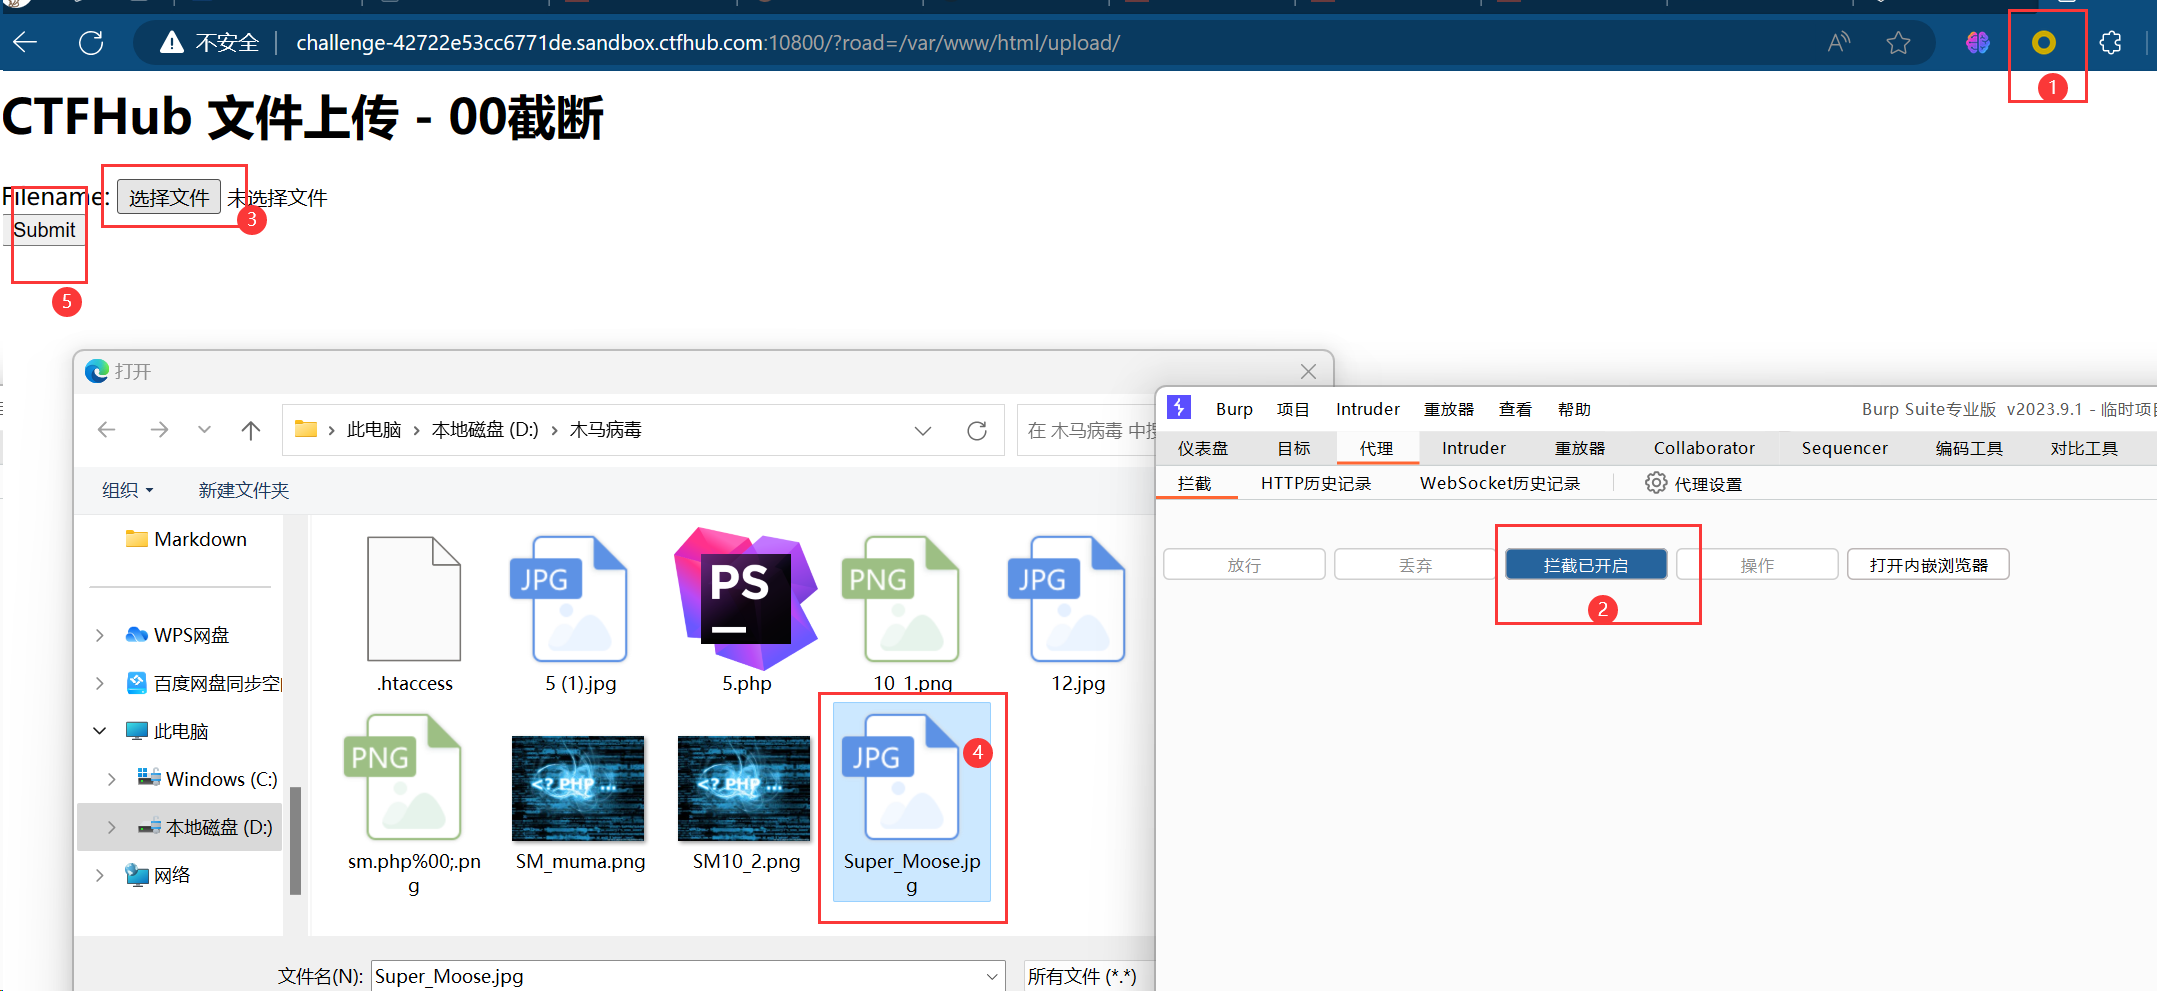 不安全 challenge-42722e53cc6771de.sandbox.ctfhub.com:10800/?road=/var/www/html/upload/
1
CTFHub 文件上传 - 00截断
Filename: 选择文件 未选择文件
3
Submit
5
打开
此电脑 › 本地磁盘 (D:) › 木马病毒
在 木马病毒 中搜
组织 新建文件夹
Markdown
WPS网盘
百度网盘同步空
此电脑
Windows (C:)
本地磁盘 (D:)
网络
JPG
PS
PNG
JPG
.htaccess
5 (1).jpg
5.php
10_1.png
12.jpg
PNG
<? PHP ...
<? PHP ...
JPG
4
sm.php%00;.pn
g
SM_muma.png
SM10_2.png
Super_Moose.jp
g
文件名(N): Super_Moose.jpg
所有文件 (*.*)
Burp 项目 Intruder 重放器 查看 帮助 Burp Suite专业版 v2023.9.1 - 临时项目
仪表盘 目标 代理 Intruder 重放器 Collaborator Sequencer 编码工具 对比工具
拦截 HTTP历史记录 WebSocket历史记录 代理设置
放行 丢弃 拦截已开启 操作 打开内嵌浏览器
2